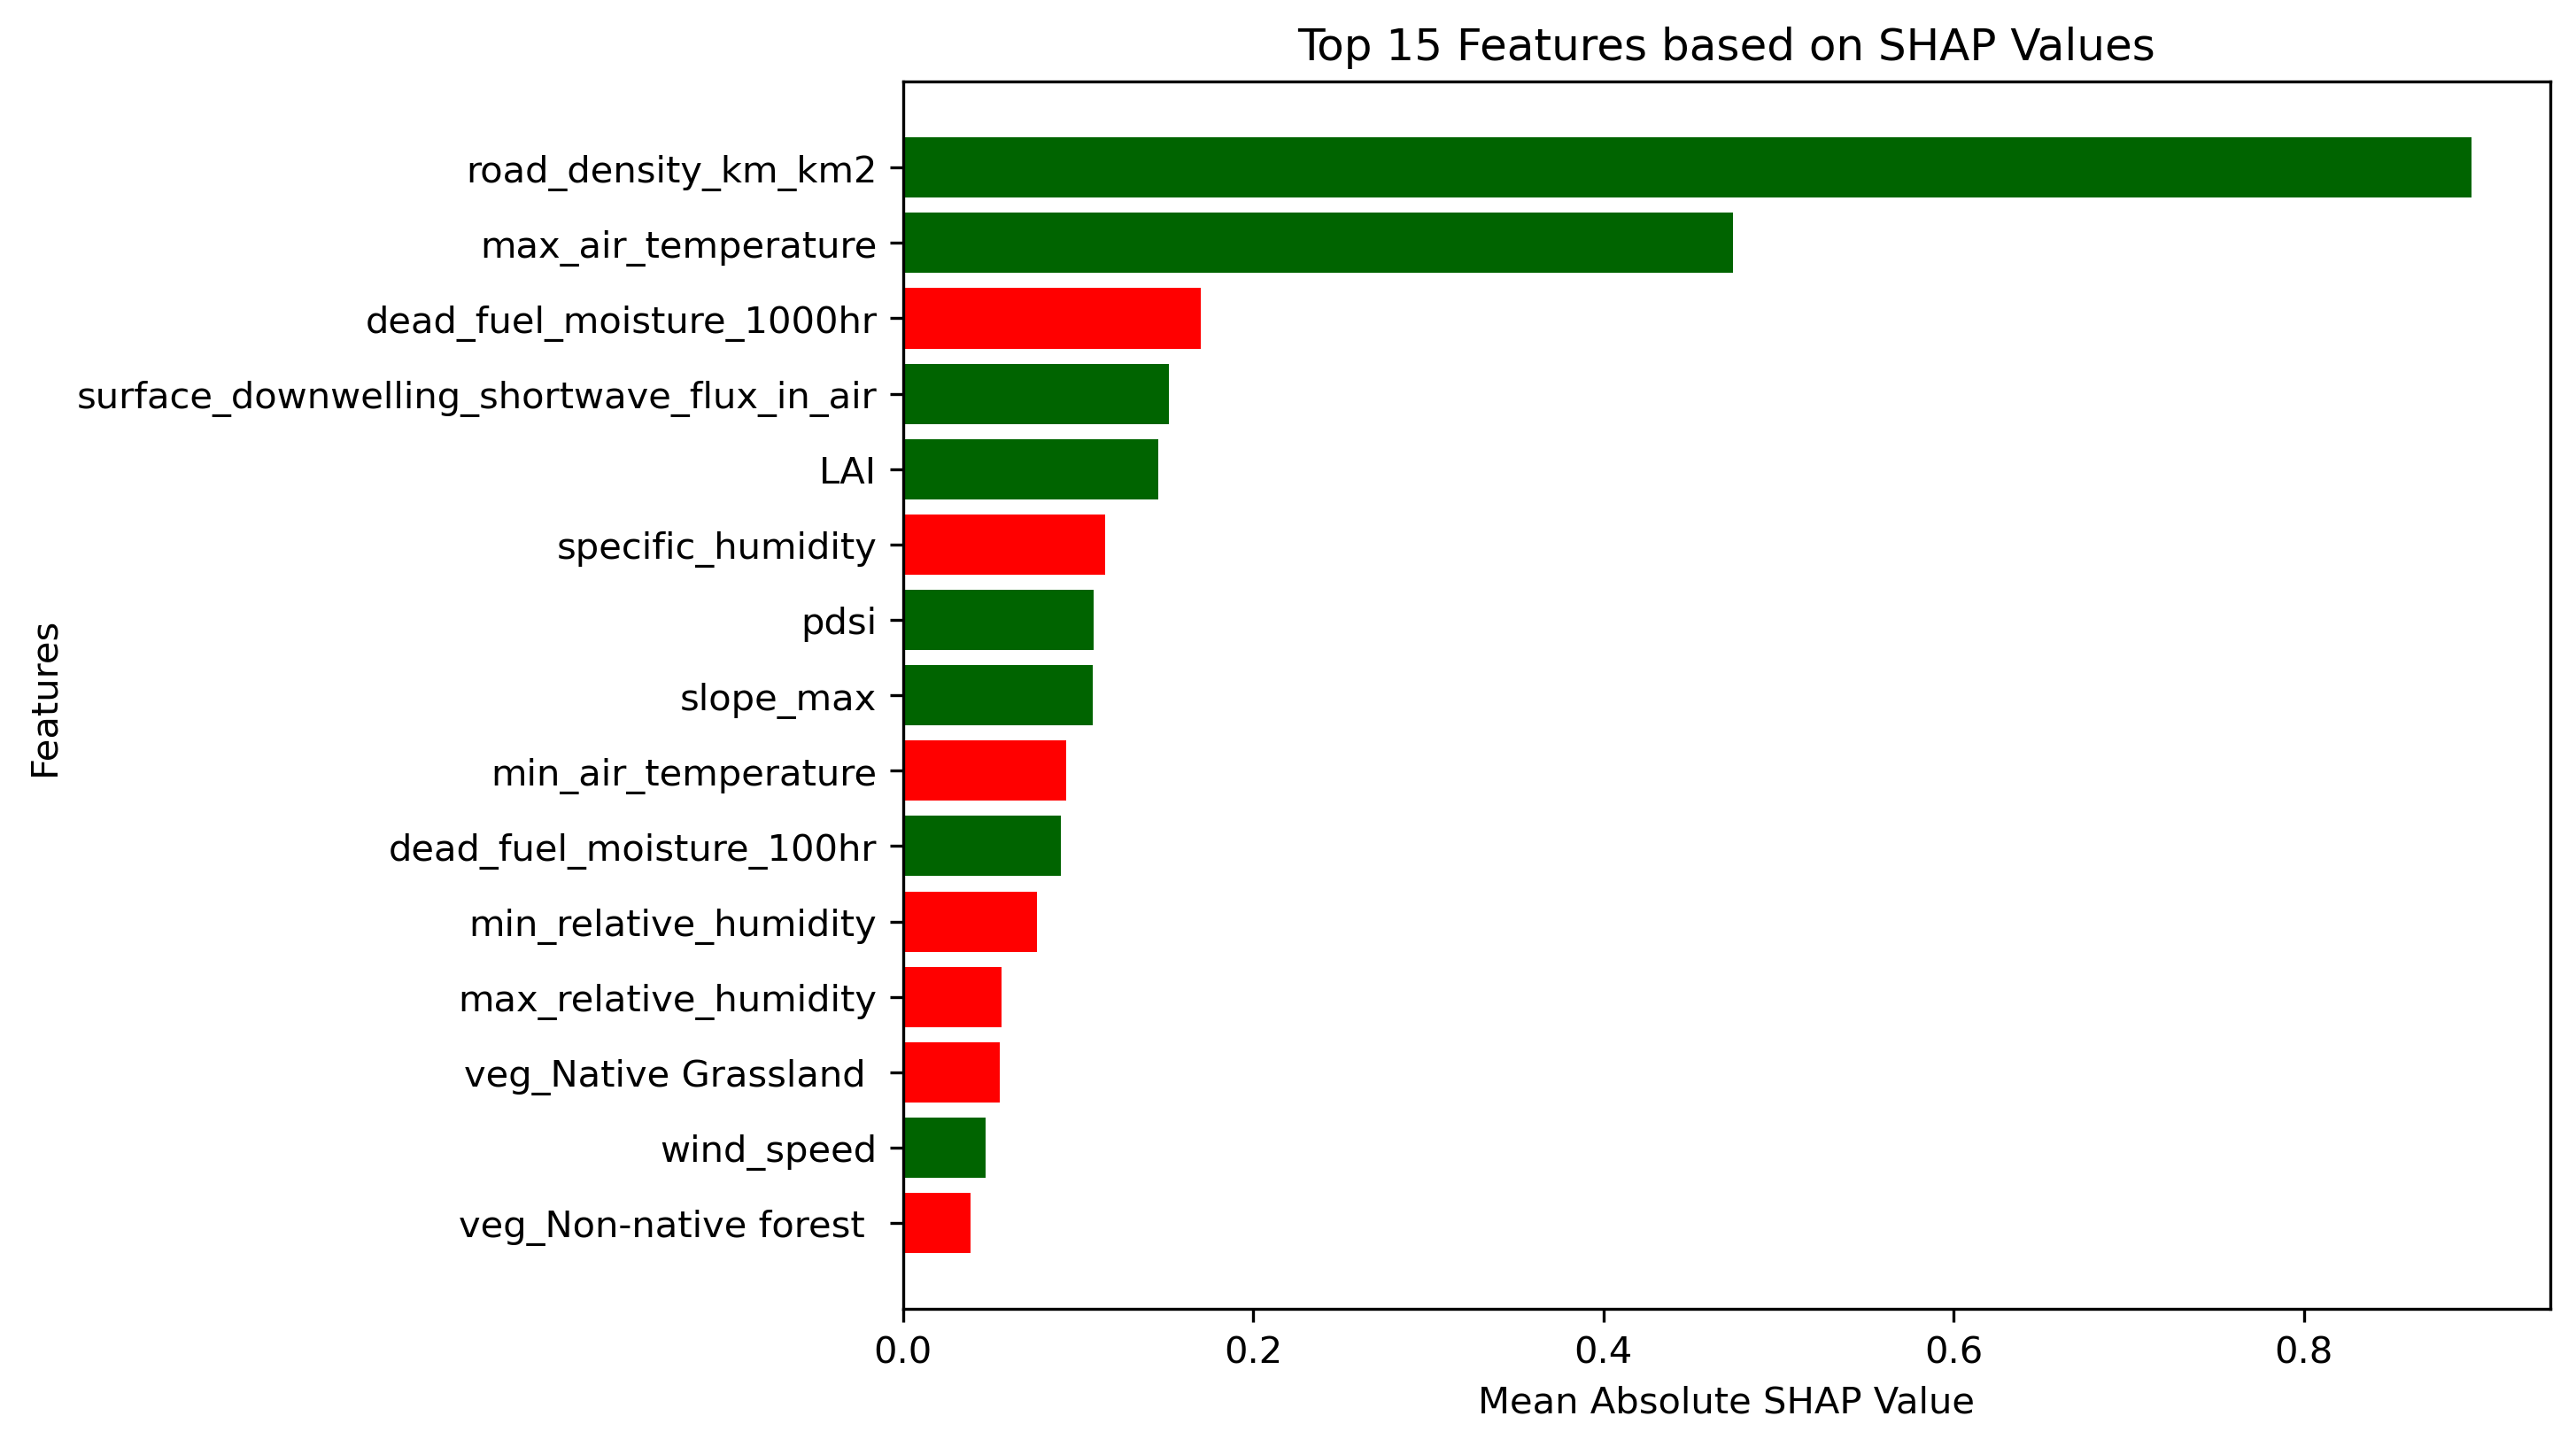 Top 15 Features based on SHAP Values
road_density_km_km2
max_air_temperature
dead_fuel_moisture_1000hr
surface_downwelling_shortwave_flux_in_air
LAI
specific_humidity
pdsi
slope_max
min_air_temperature
dead_fuel_moisture_100hr
min_relative_humidity
max_relative_humidity
veg_Native Grassland
wind_speed
veg_Non-native forest
Features
0.0 0.2 0.4 0.6 0.8
Mean Absolute SHAP Value